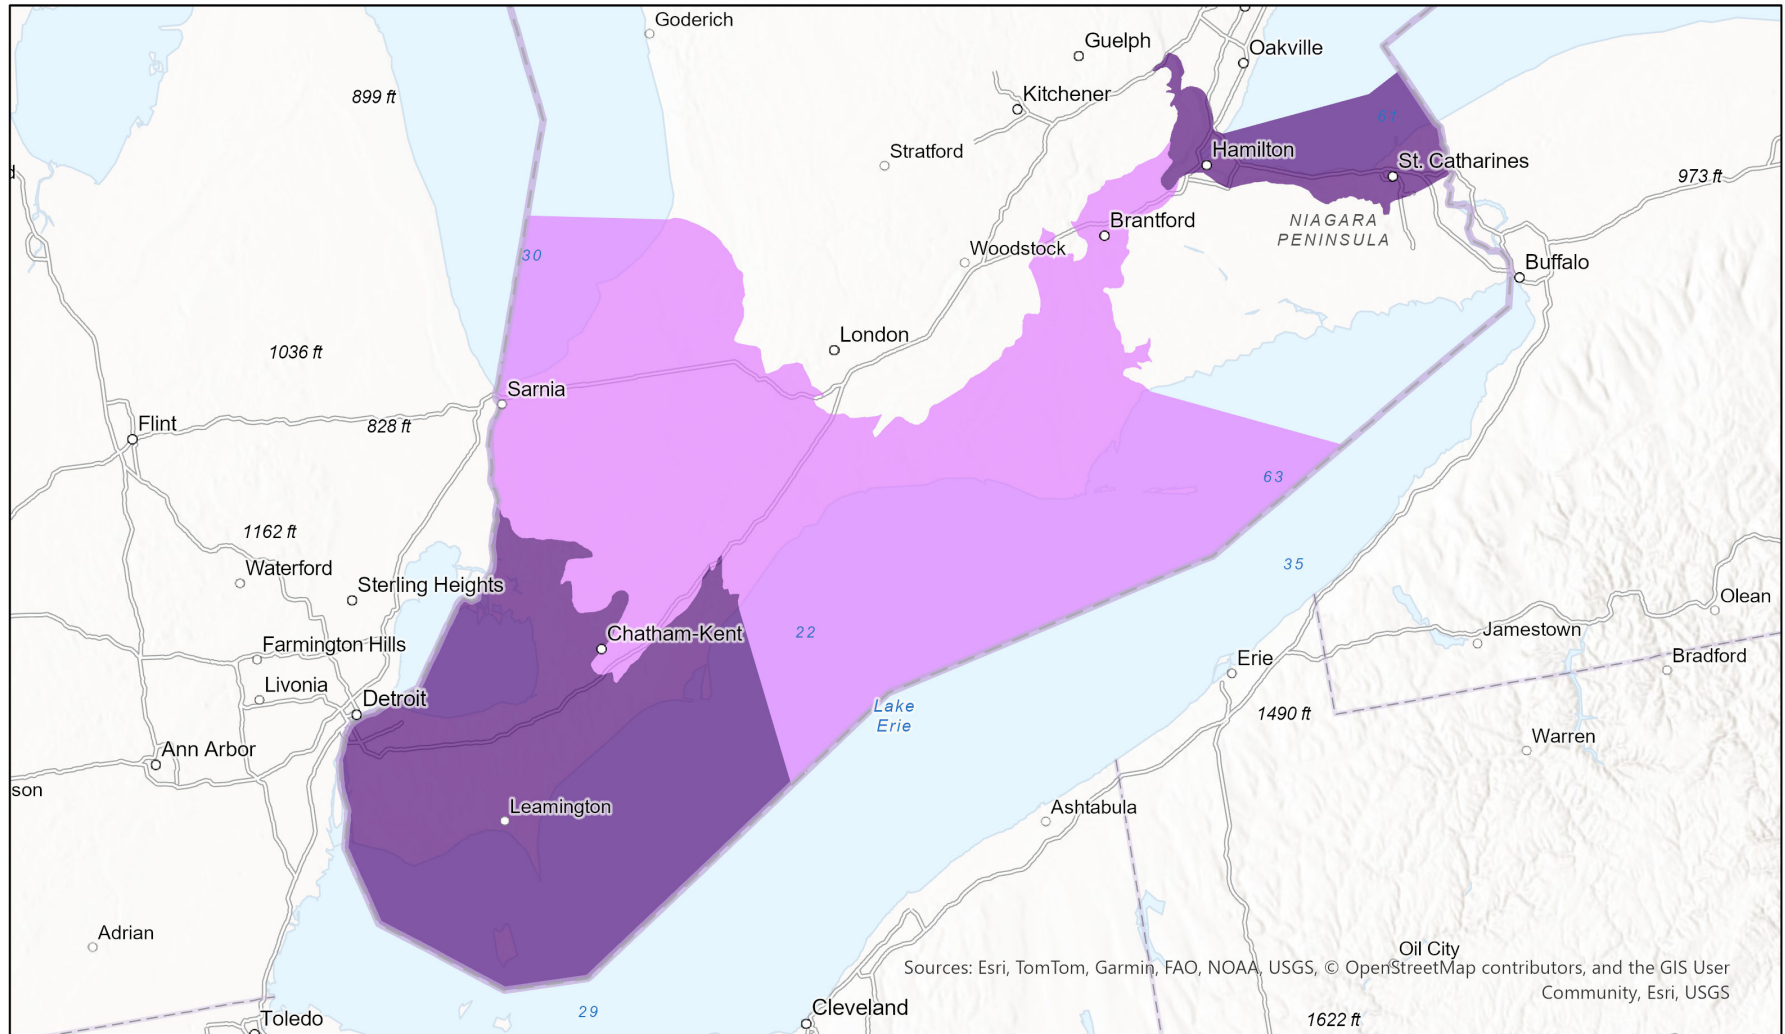 Goderich
Guelph
Oakville
899 ft
Kitchener
61
Stratford
Hamilton
St. Catharines
973 ft
Brantford
NIAGARA
PENINSULA
Woodstock
30
Buffalo
London
1036 ft
Sarnia
Flint
828 ft
63
1162 ft
Waterford
Sterling Heights
35
Olean
Chatham-Kent
22
Jamestown
Farmington Hills
Erie
Bradford
Livonia
Detroit
Lake
Erie
1490 ft
Ann Arbor
Warren
son
Leamington
Ashtabula
Adrian
Oil City
Sources: Esri, TomTom, Garmin, FAO, NOAA, USGS, © OpenStreetMap contributors, and the GIS User
Community, Esri, USGS
29
Cleveland
Toledo
1622 ft